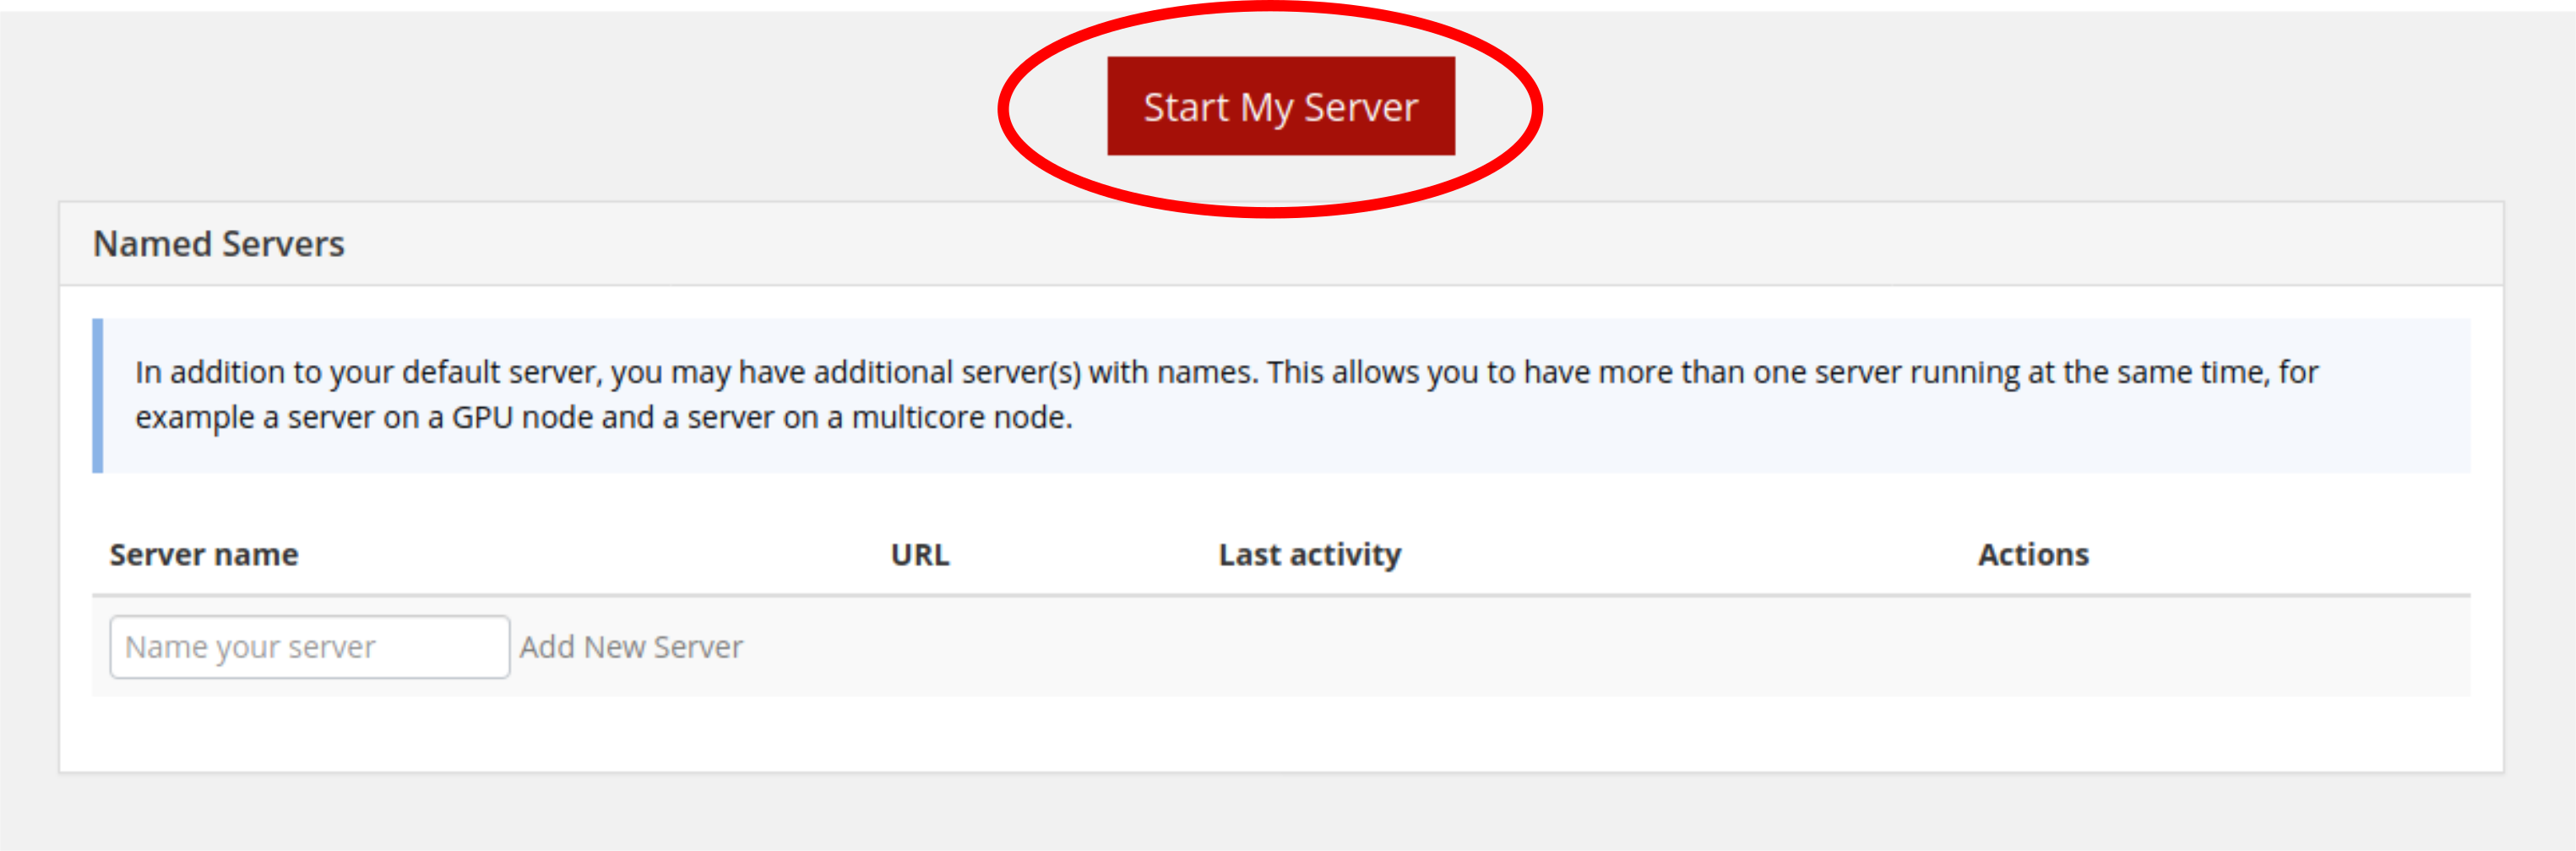 Start My Server
Named Servers
In addition to your default server, you may have additional server(s) with names. This allows you to have more than one server running at the same time, for
example a server on a GPU node and a server on a multicore node.
Server name URL Last activity Actions
Name your server Add New Server